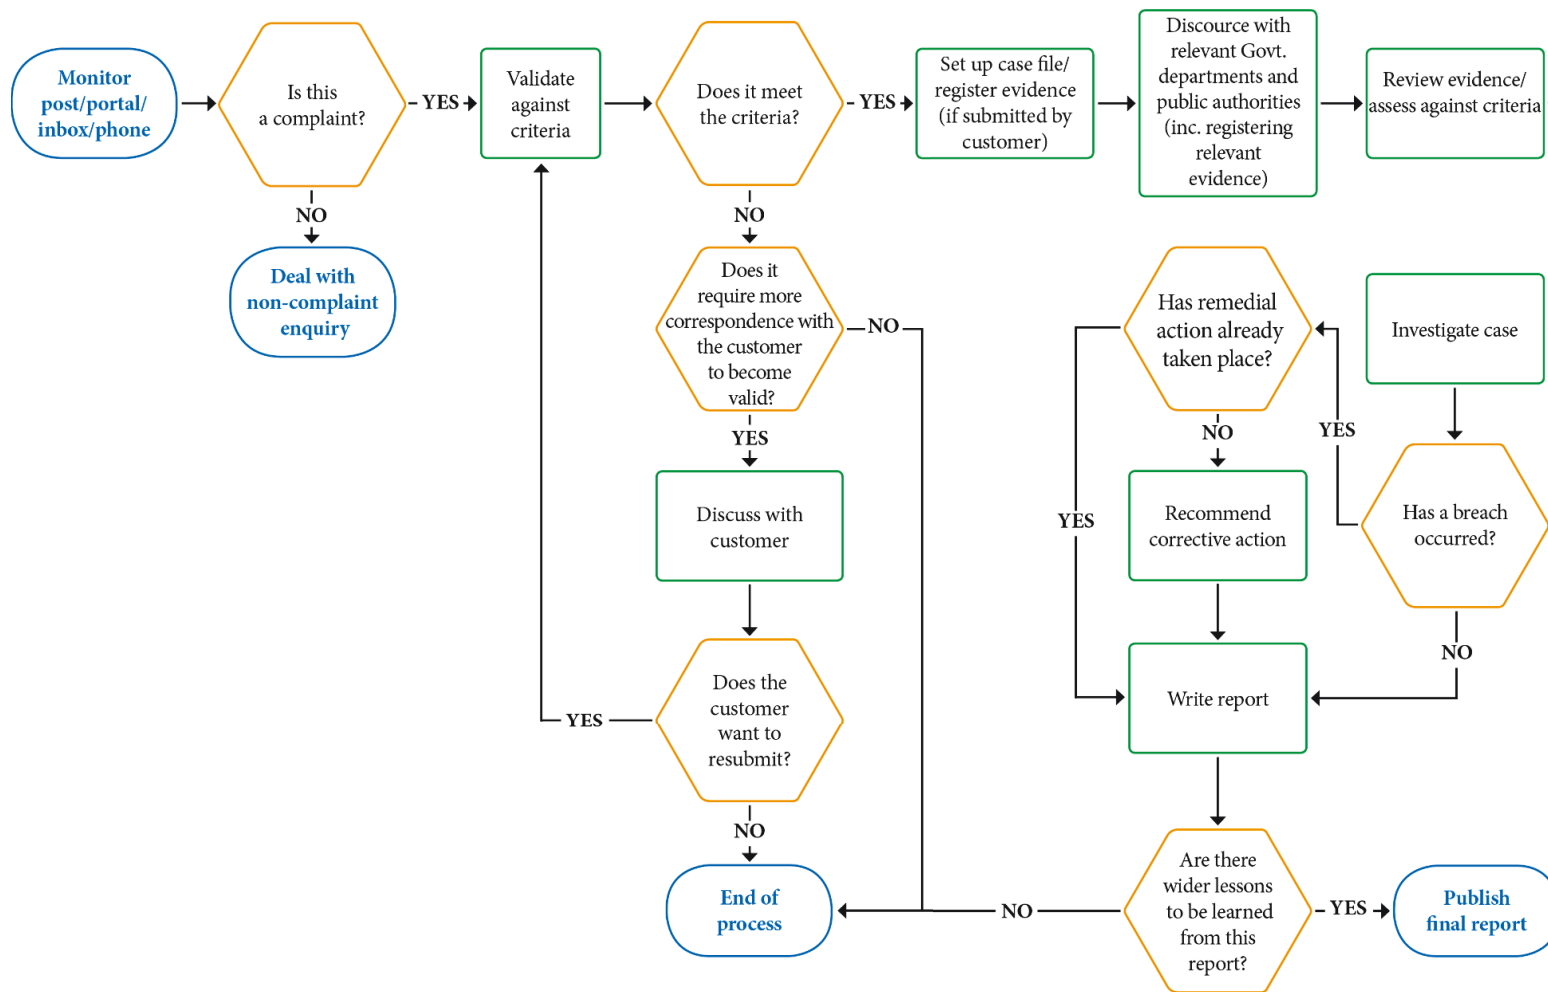 Monitor
post/portal/
inbox/phone
Is this
a complaint?
YES
Validate
against
criteria
Does it meet
the criteria?
YES
Set up case file/
register evidence
(if submitted by
customer)
Discource with
relevant Govt.
departments and
public authorities
(inc. registering
relevant
evidence)
Review evidence/
assess against criteria
NO
Deal with
non-complaint
enquiry
NO
Does it
require more
correspondence with
the customer
to become
valid?
NO
YES
Discuss with
customer
Does the
customer
want to
resubmit?
YES
NO
End of
process
Investigate case
Has a breach
occurred?
YES
NO
Has remedial
action already
taken place?
YES
NO
Recommend
corrective action
Write report
Are there
wider lessons
to be learned
from this
report?
NO
YES
Publish
final report